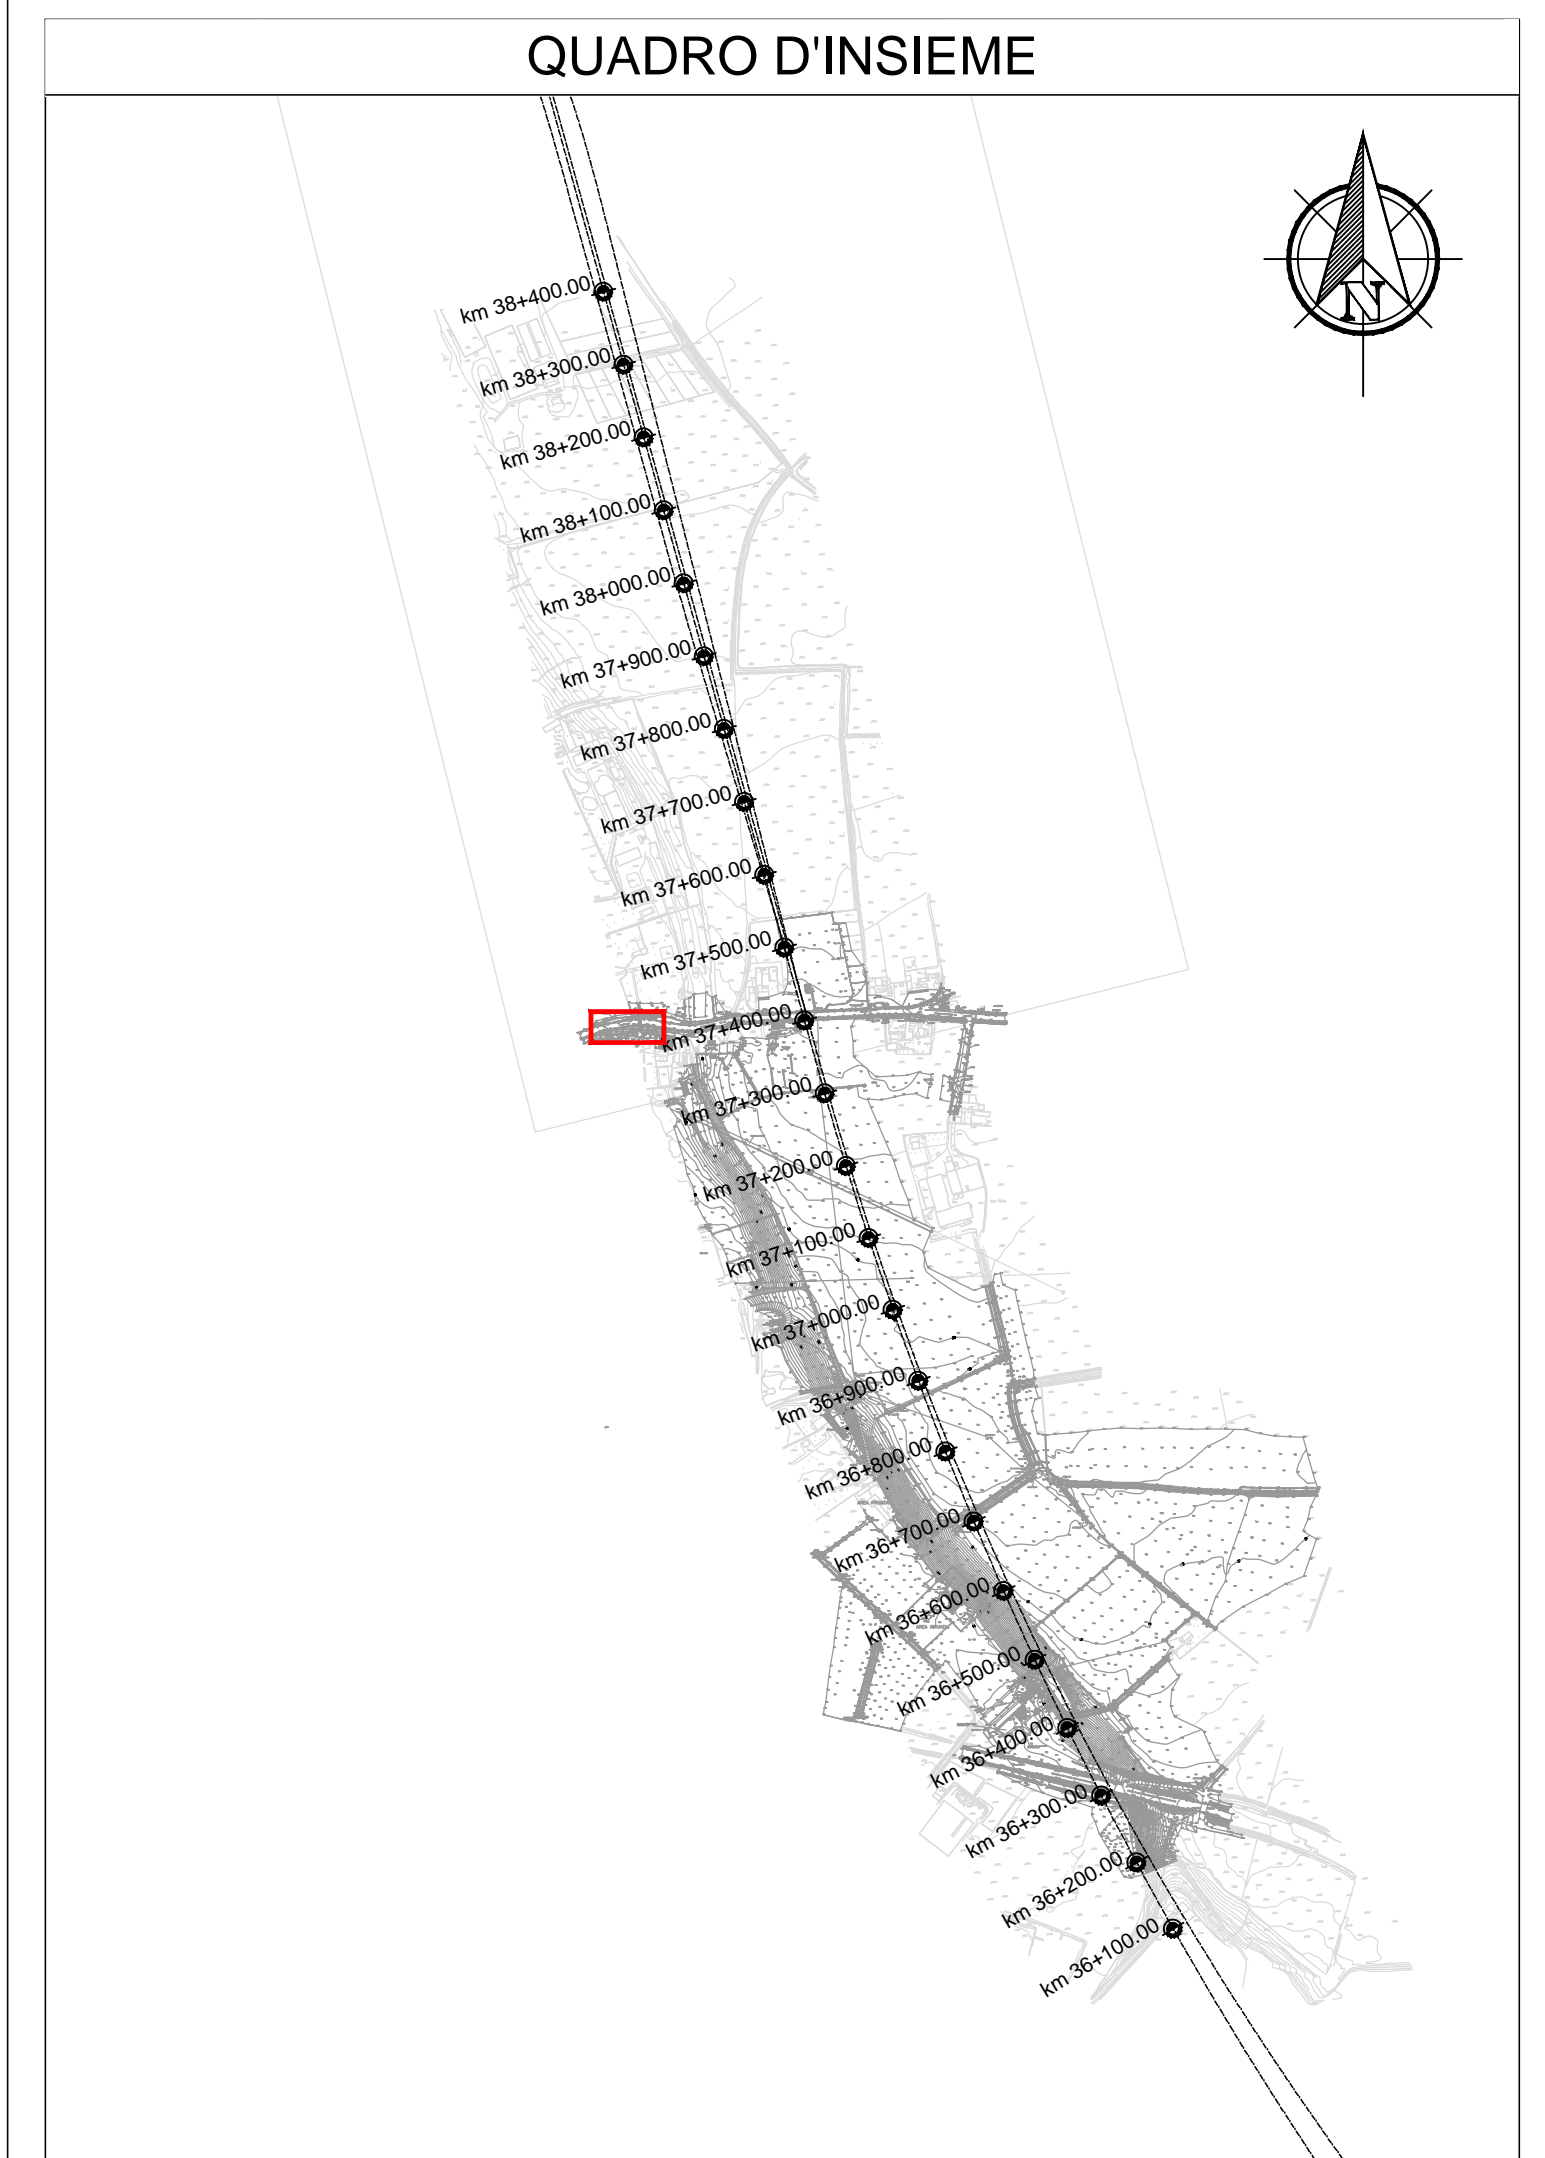 QUADRO D'INSIEME
N
km 38+400.00
km 38+300.00
km 38+200.00
km 38+100.00
km 38+000.00
km 37+900.00
km 37+800.00
km 37+700.00
km 37+600.00
km 37+500.00
km 37+400.00
km 37+300.00
km 37+200.00
km 37+100.00
km 37+000.00
km 36+900.00
km 36+800.00
AREA PRIVATA
km 36+700.00
km 36+600.00
AREA PRIVATA
km 36+500.00
km 36+400.00
km 36+300.00
km 36+200.00
km 36+100.00